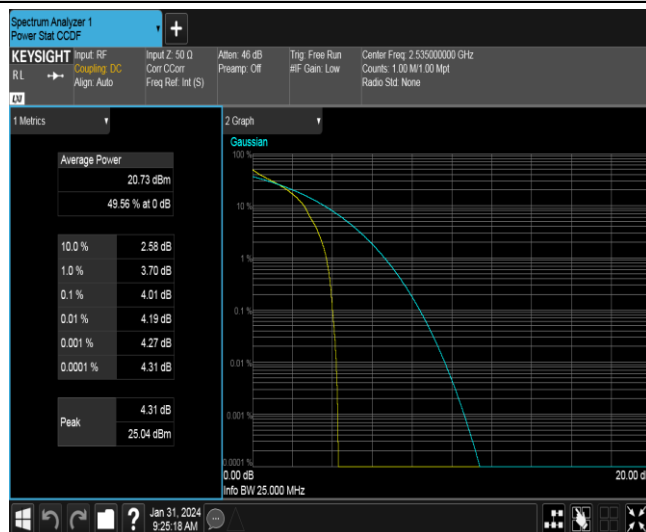 Spectrum Analyzer 1
Power Stat CCDF
+
KEYSIGHT
RL
LXI
Input: RF
Coupling: DC
Align: Auto
Input Z: 50 Ω
Corr CCorr
Freq Ref: Int (S)
Atten: 46 dB
Preamp: Off
Trig: Free Run
#IF Gain: Low
Center Freq: 2.535000000 GHz
Counts: 1.00 M/1.00 Mpt
Radio Std: None
1 Metrics
Average Power
20.73 dBm
49.56 % at 0 dB
10.0 % 2.58 dB
1.0 % 3.70 dB
0.1 % 4.01 dB
0.01 % 4.19 dB
0.001 % 4.27 dB
0.0001 % 4.31 dB
Peak
4.31 dB
25.04 dBm
2 Graph
Gaussian
100 %
10 %
1 %
0.1 %
0.01 %
0.001 %
0.0001 %
0.00 dB
20.00 d
Info BW 25.000 MHz
?
Jan 31, 2024
9:25:18 AM